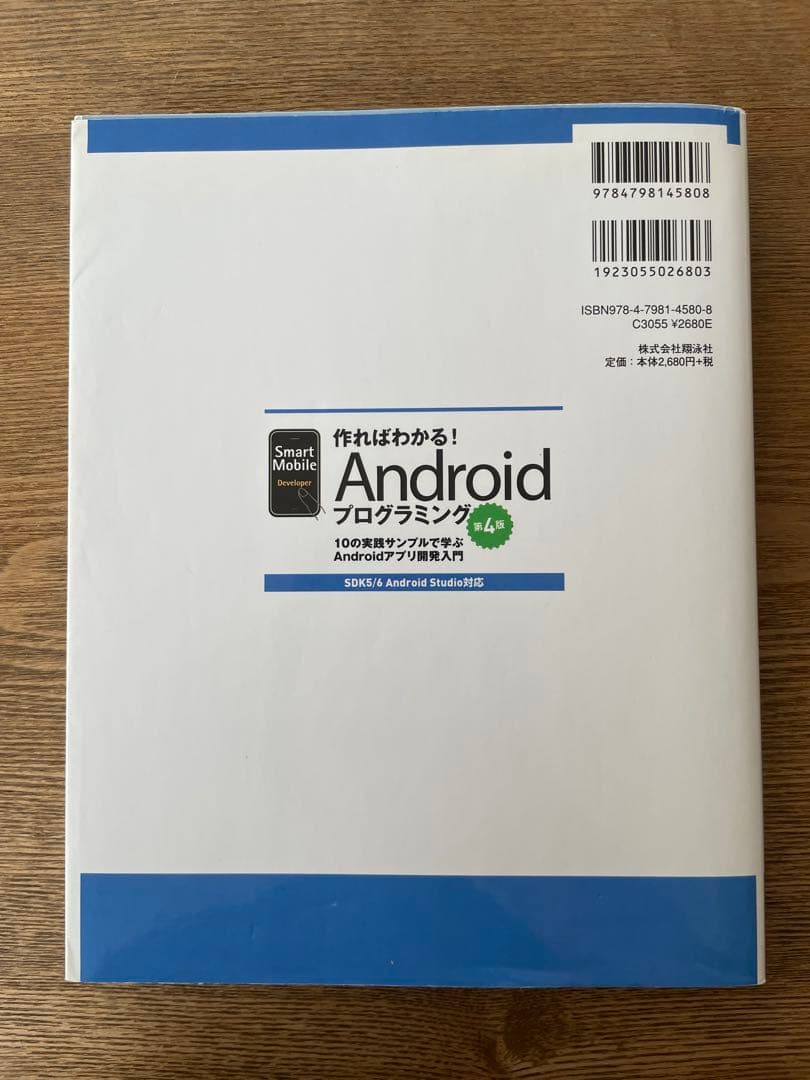 9784798145808
1923055026803
ISBN978-4-7981-4580-8
C3055 ¥2680E
株式会社翔泳社
定価：本体2,680円+税
Smart
Mobile
Developer
作ればわかる！
Android
プログラミング
第4版
10の実践サンプルで学ぶ
Androidアプリ開発入門
SDK5/6 Android Studio対応